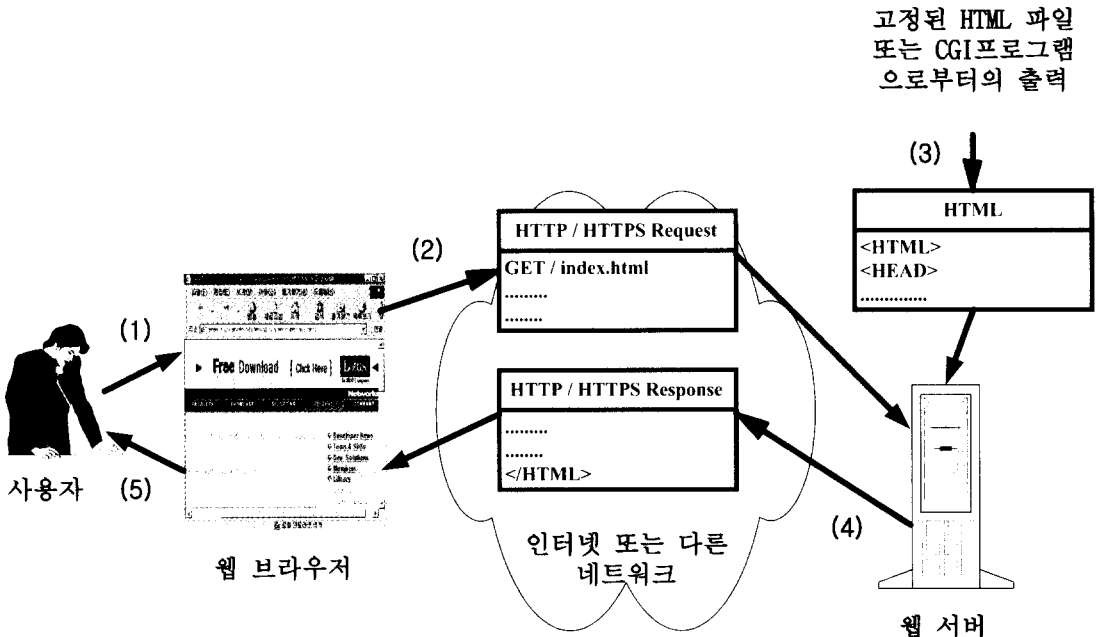 고정된 HTML 파일
또는 CGI프로그램
으로부터의 출력
(3)
HTML
<HTML>
<HEAD>
..............
HTTP / HTTPS Request
GET / index.html
.........
........
(2)
(1)
Free Download [Click Here] Lotus
Networks
HTTP / HTTPS Response
.........
........
</HTML>
사용자
(5)
(4)
웹 브라우저
인터넷 또는 다른
네트워크
웹 서버